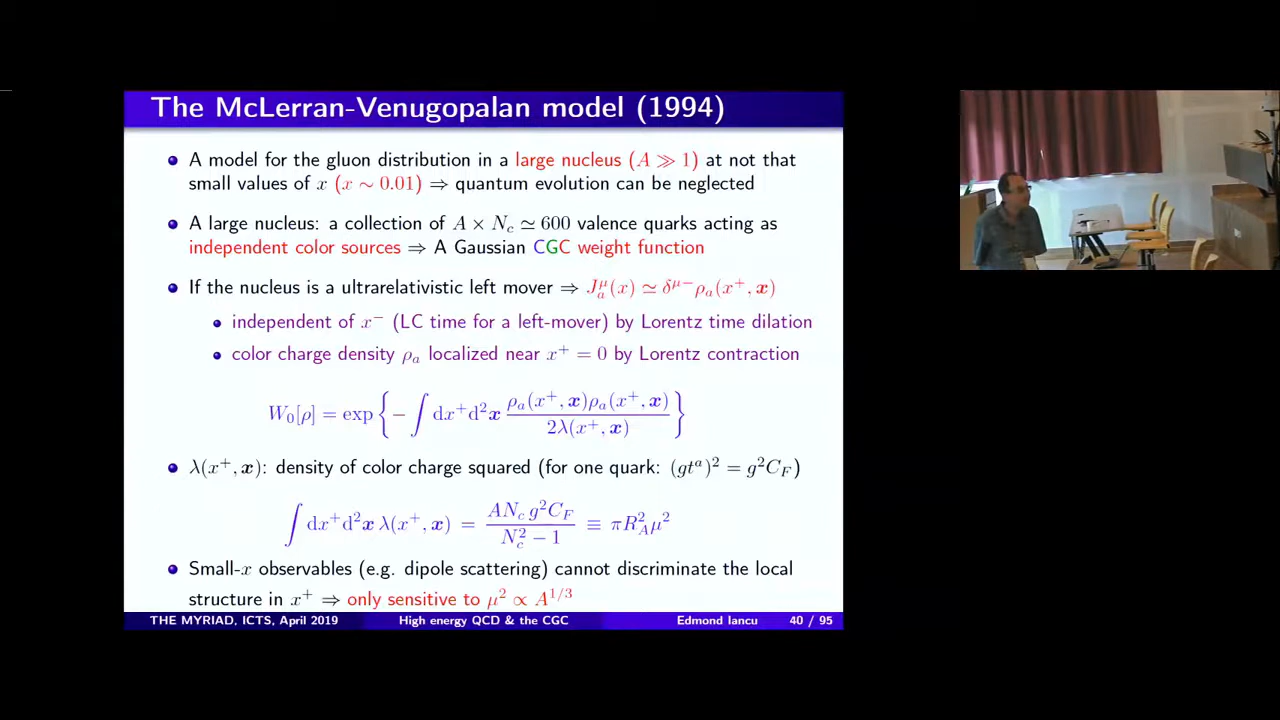 The McLerran-Venugopalan model (1994)
A model for the gluon distribution in a large nucleus (A ≫ 1) at not that
small values of x (x ∼ 0.01) ⇒ quantum evolution can be neglected
A large nucleus: a collection of A × N_c ≃ 600 valence quarks acting as
independent color sources ⇒ A Gaussian CGC weight function
If the nucleus is a ultrarelativistic left mover ⇒ J_a^μ(x) ≃ δ^{μ−}ρ_a(x^+, x)
independent of x^− (LC time for a left-mover) by Lorentz time dilation
color charge density ρ_a localized near x^+ = 0 by Lorentz contraction
W_0[ρ] = exp { − ∫ dx^+d^2x ρ_a(x^+, x)ρ_a(x^+, x) / 2λ(x^+, x) }
λ(x^+, x): density of color charge squared (for one quark: (gt^a)^2 = g^2C_F)
∫ dx^+d^2x λ(x^+, x) = AN_c g^2C_F / N_c^2 − 1 ≡ πR_A^2 μ^2
Small-x observables (e.g. dipole scattering) cannot discriminate the local
structure in x^+ ⇒ only sensitive to μ^2 ∝ A^{1/3}
THE MYRIAD, ICTS, April 2019 High energy QCD & the CGC Edmond Iancu 40 / 95